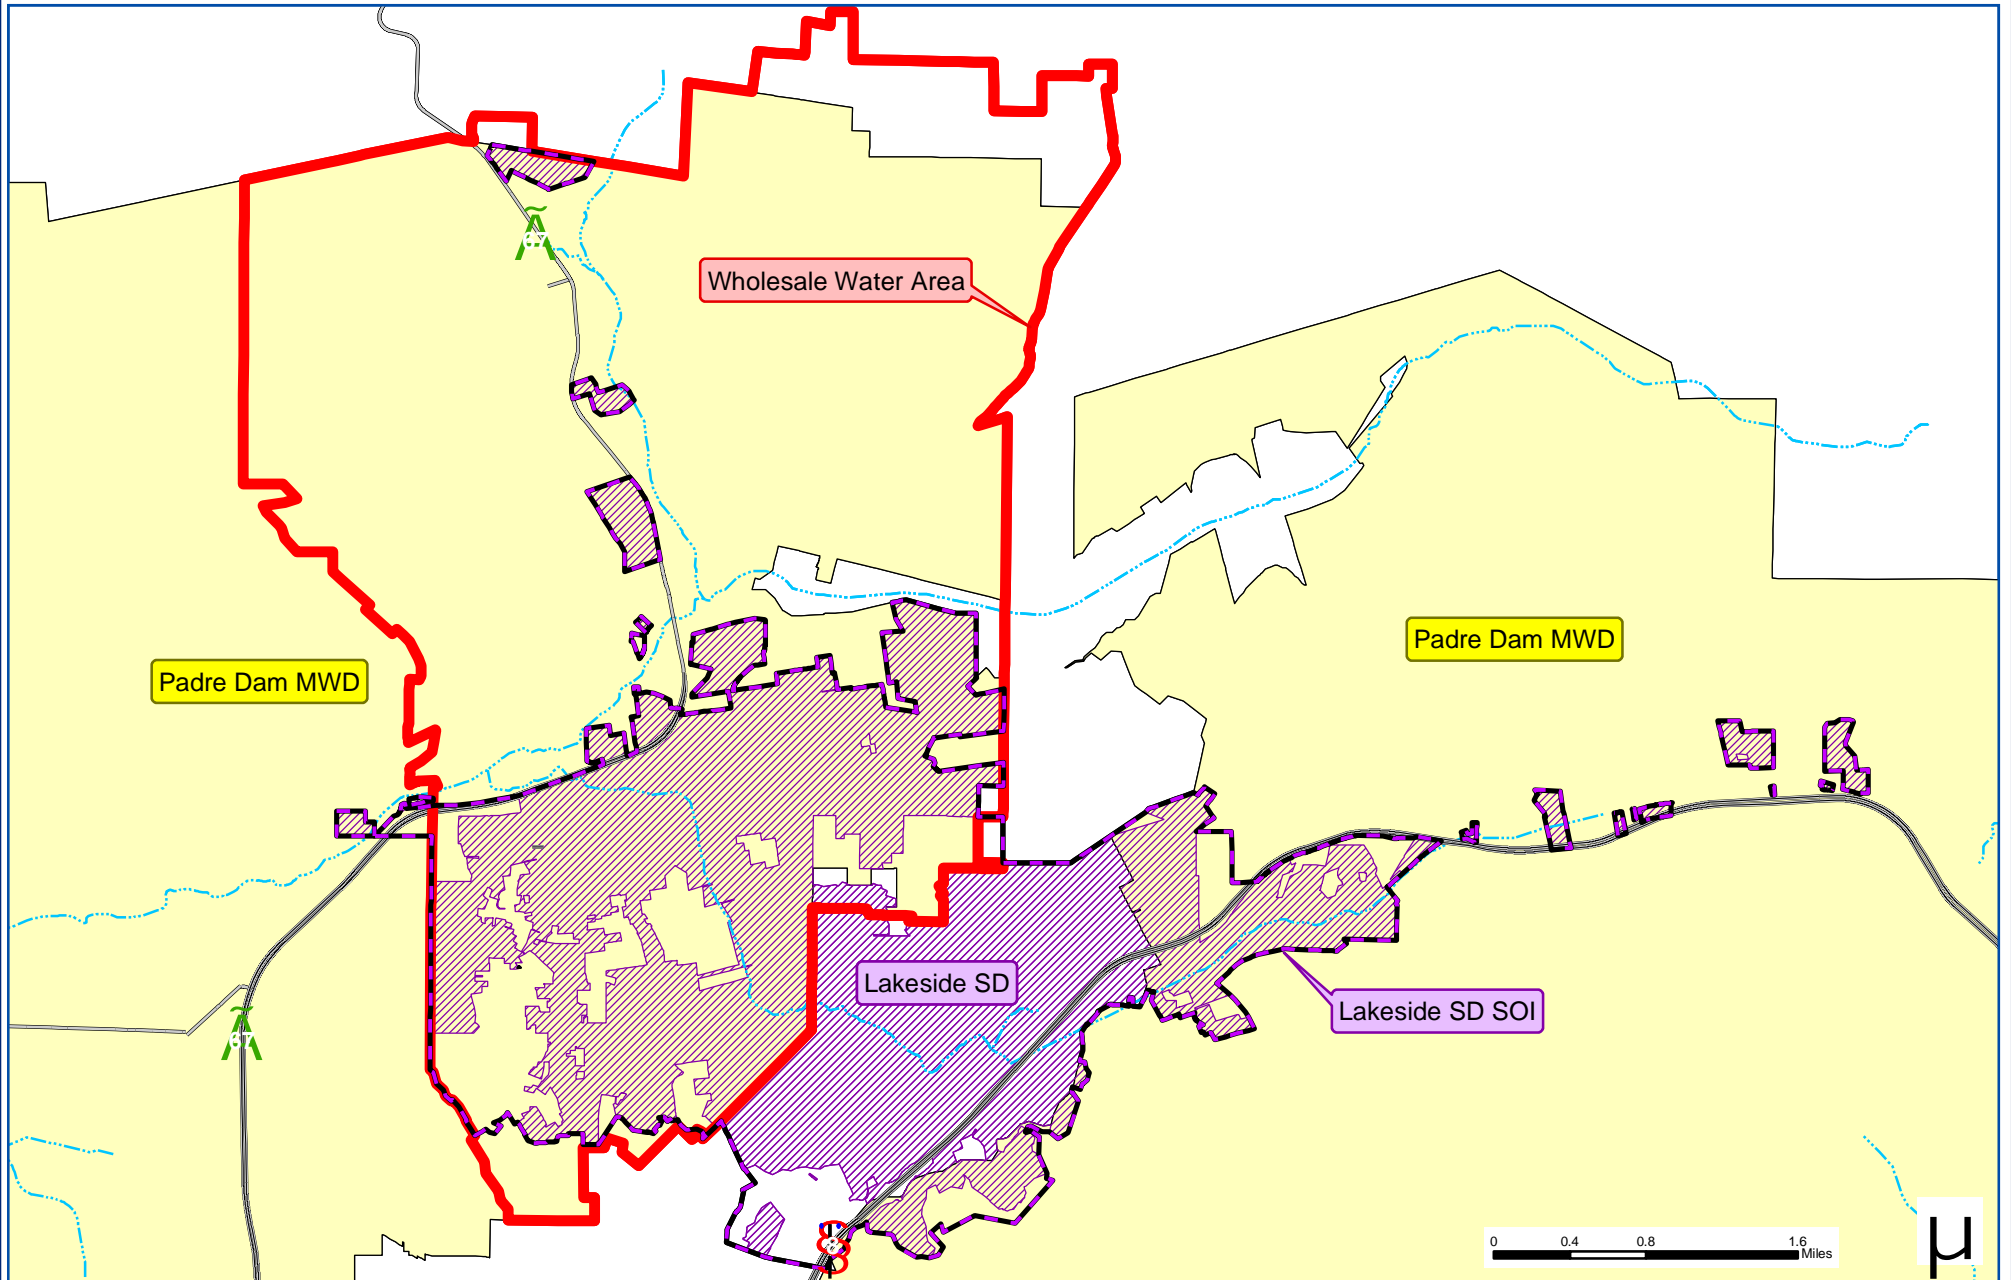 67
Wholesale Water Area
Padre Dam MWD
Padre Dam MWD
Lakeside SD
Lakeside SD SOI
67
0 0.4 0.8 1.6
Miles
µ